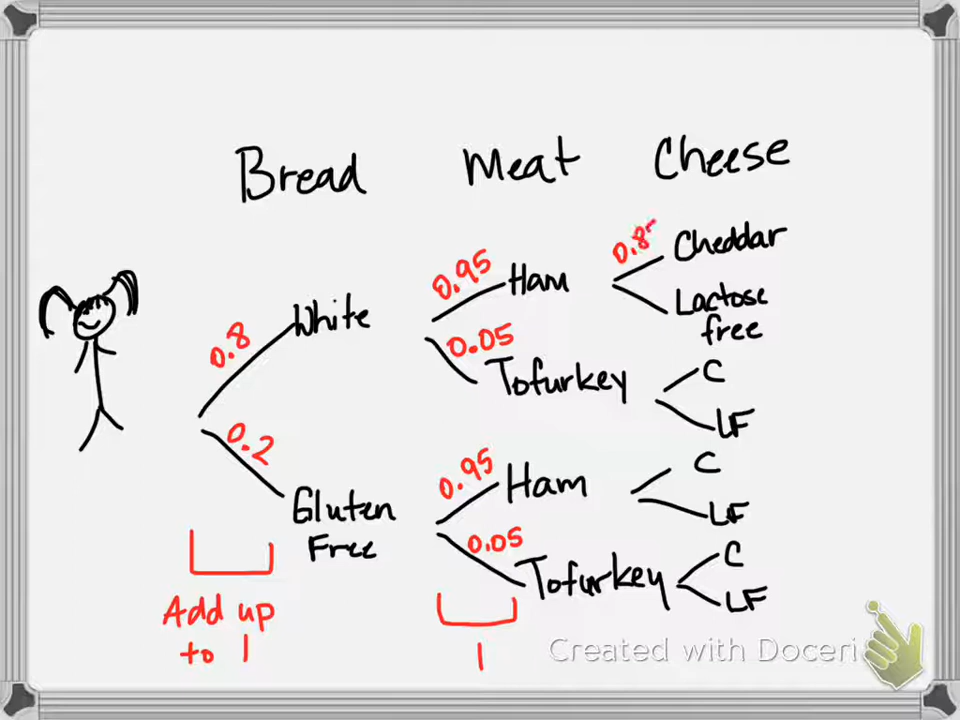 Bread Meat Cheese
0.8 Cheddar
0.95 Ham
Lactose
free
White
0.8
0.05
Tofurkey
C
LF
0.2
0.95 Ham
C
LF
Gluten
Free
0.05
Tofurkey
C
LF
Add up
to 1
1
Created with Doceri